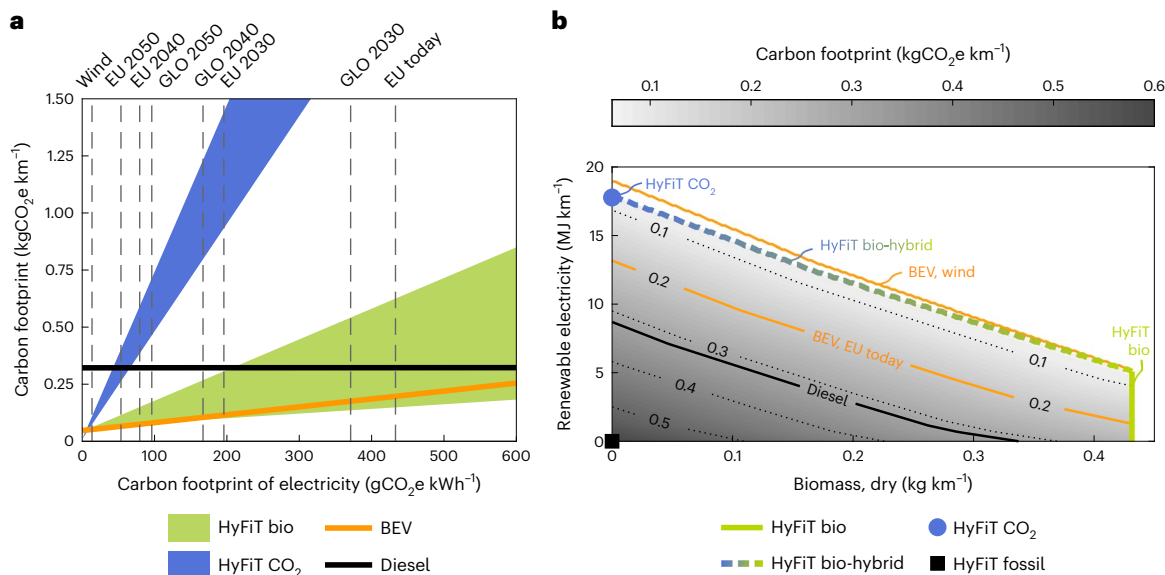 a
Wind
EU 2050
EU 2040
GLO 2050
GLO 2040
EU 2030
GLO 2030
EU today
Carbon footprint (kgCO₂e km⁻¹)
1.50
1.25
1.00
0.75
0.50
0.25
0
0 100 200 300 400 500 600
Carbon footprint of electricity (gCO₂e kWh⁻¹)
HyFiT bio
BEV
HyFiT CO₂
Diesel
b
Carbon footprint (kgCO₂e km⁻¹)
0.1 0.2 0.3 0.4 0.5 0.6
Renewable electricity (MJ km⁻¹)
20
15
10
5
0
HyFiT CO₂
0.1
HyFiT bio-hybrid
BEV, wind
0.2
BEV, EU today
HyFiT
bio
0.3
0.1
0.4
Diesel
0.2
0.5
0 0.1 0.2 0.3 0.4
Biomass, dry (kg km⁻¹)
HyFiT bio
HyFiT CO₂
HyFiT bio-hybrid
HyFiT fossil